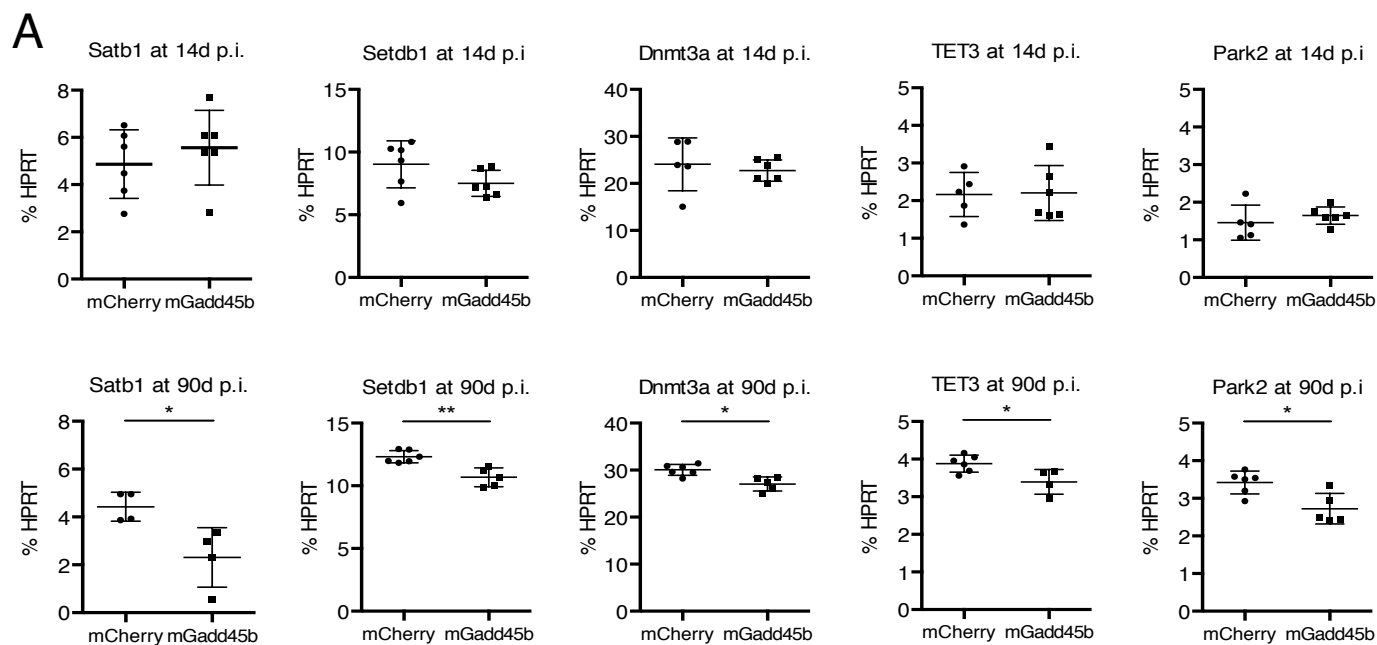 A
Satb1 at 14d p.i.
Setdb1 at 14d p.i
Dnmt3a at 14d p.i.
TET3 at 14d p.i.
Park2 at 14d p.i
% HPRT
8
6
4
2
0
mCherry mGadd45b
% HPRT
15
10
5
0
mCherry mGadd45b
% HPRT
40
30
20
10
0
mCherry mGadd45b
% HPRT
5
4
3
2
1
0
mCherry mGadd45b
% HPRT
5
4
3
2
1
0
mCherry mGadd45b
Satb1 at 90d p.i.
Setdb1 at 90d p.i.
Dnmt3a at 90d p.i.
TET3 at 90d p.i.
Park2 at 90d p.i
% HPRT
8
6
4
2
0
*
mCherry mGadd45b
% HPRT
15
10
5
0
**
mCherry mGadd45b
% HPRT
40
30
20
10
0
*
mCherry mGadd45b
% HPRT
5
4
3
2
1
0
*
mCherry mGadd45b
% HPRT
5
4
3
2
1
0
*
mCherry mGadd45b